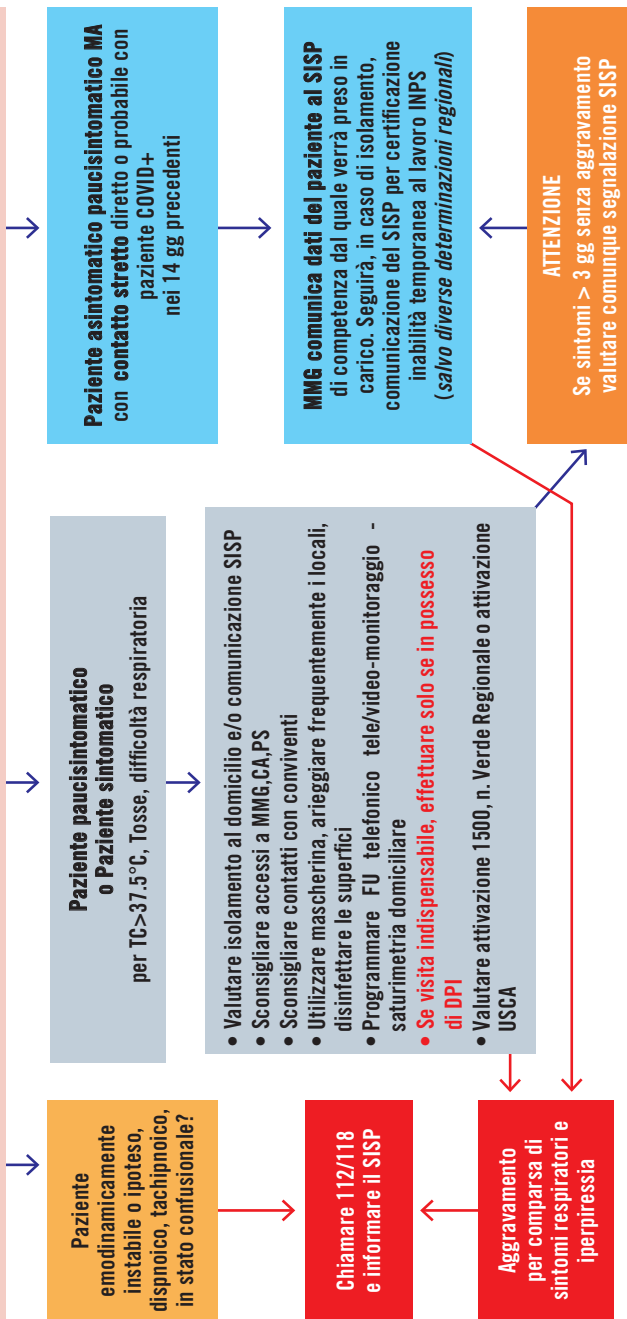 Paziente
emodinamicamente
instabile o ipoteso,
dispnoico, tachipnoico,
in stato confusionale?
Chiamare 112/118
e informare il SISP
Aggravamento
per comparsa di
sintomi respiratori e
iperpiressia
Paziente paucisintomatico
o Paziente sintomatico
per TC>37.5°C, Tosse, difficoltà respiratoria
• Valutare isolamento al domicilio e/o comunicazione SISP
• Sconsigliare accessi a MMG,CA,PS
• Sconsigliare contatti con conviventi
• Utilizzare mascherina, arieggiare frequentemente i locali,
disinfettare le superfici
• Programmare FU telefonico tele/video-monitoraggio -
saturimetria domiciliare
• Se visita indispensabile, effettuare solo se in possesso
di DPI
• Valutare attivazione 1500, n. Verde Regionale o attivazione
USCA
Paziente asintomatico paucisintomatico MA
con contatto stretto diretto o probabile con
paziente COVID+
nei 14 gg precedenti
MMG comunica dati del paziente al SISP
di competenza dal quale verrà preso in
carico. Seguirà, in caso di isolamento,
comunicazione del SISP per certificazione
inabilità temporanea al lavoro INPS
(salvo diverse determinazioni regionali)
ATTENZIONE
Se sintomi > 3 gg senza aggravamento
valutare comunque segnalazione SISP